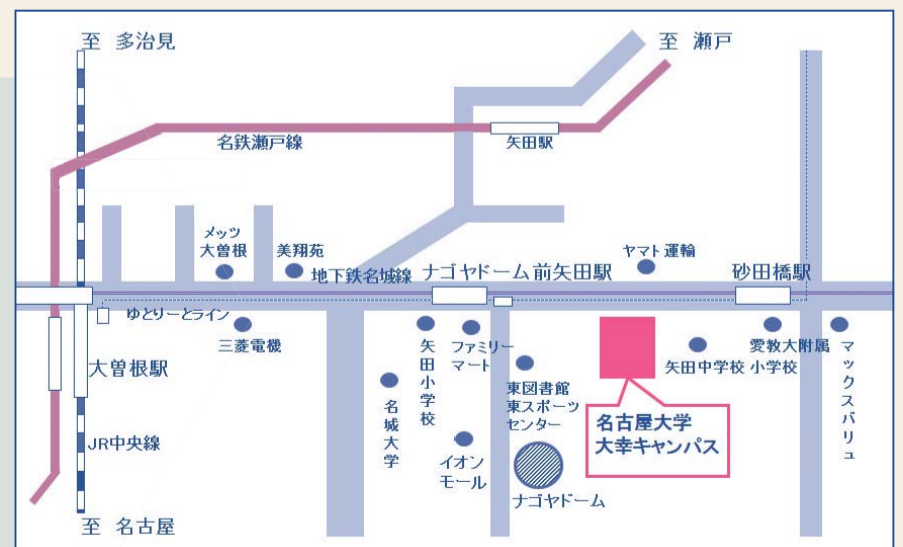 至 多治見
至 瀬戸
名鉄瀬戸線
矢田駅
メッツ
大曽根
美翔苑
地下鉄名城線
ナゴヤドーム前矢田駅
ヤマト運輸
砂田橋駅
ゆとりーとライン
三菱電機
大曽根駅
矢田小学校
ファミリー
マート
東図書館
東スポーツ
センター
矢田中学校
愛教大附属
小学校
マックスバリュ
名城大学
名古屋大学
大幸キャンパス
JR中央線
イオン
モール
ナゴヤドーム
至 名古屋